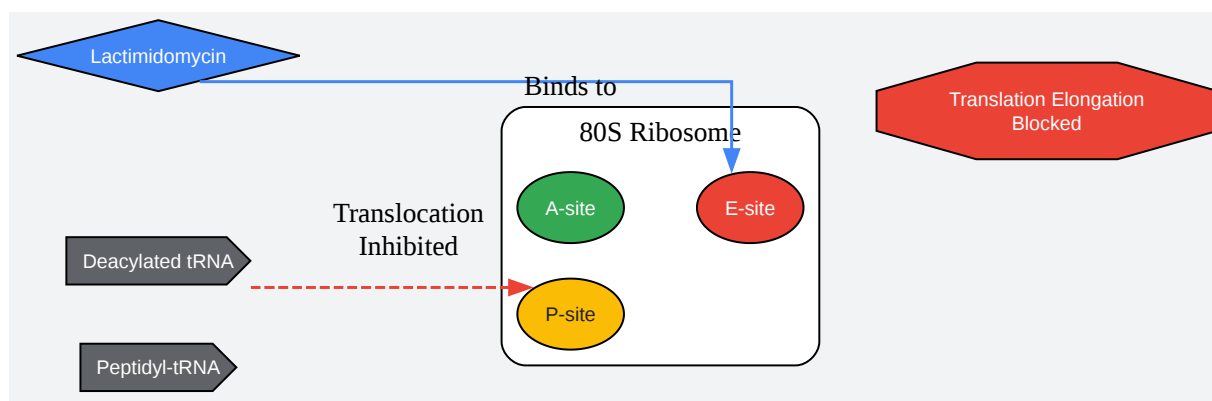 Lactimidomycin
Binds to
Translation Elongation
Blocked
80S Ribosome
A-site
E-site
Translocation
Inhibited
Deacylated tRNA
P-site
Peptidyl-tRNA